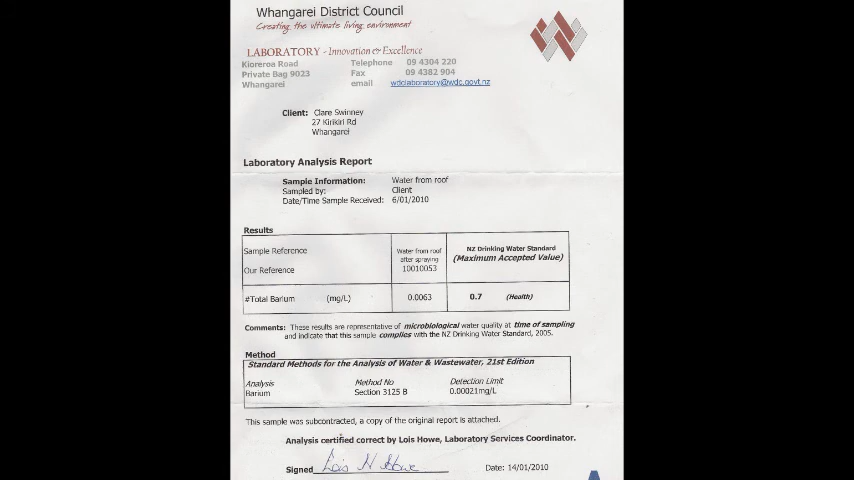 Whangarei District Council
Creating the ultimate living environment
LABORATORY - Innovation & Excellence
Kioreroa Road Telephone 09 4304 220
Private Bag 9023 Fax 09 4382 904
Whangarei email wdclaboratory@wdc.govt.nz
Client: Clare Swinney
27 Kirikiri Rd
Whangarei
Laboratory Analysis Report
Sample Information: Water from roof
Sampled by: Client
Date/Time Sample Received: 6/01/2010
Results
Sample Reference Water from roof after spraying NZ Drinking Water Standard (Maximum Accepted Value)
Our Reference 10010053
#Total Barium (mg/L) 0.0063 0.7 (Health)
Comments: These results are representative of microbiological water quality at time of sampling
and indicate that this sample complies with the NZ Drinking Water Standard, 2005.
Method
Standard Methods for the Analysis of Water & Wastewater, 21st Edition
Analysis Method No Detection Limit
Barium Section 3125 B 0.00021mg/L
This sample was subcontracted, a copy of the original report is attached.
Analysis certified correct by Lois Howe, Laboratory Services Coordinator.
Signed Lois N Howe Date: 14/01/2010